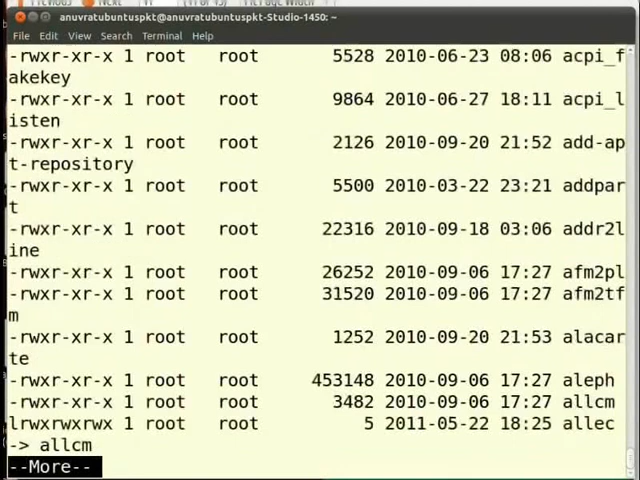 anuvratubuntuspkt@anuvratubuntuspkt-Studio-1450: ~
File Edit View Search Terminal Help
-rwxr-xr-x 1 root   root       5528 2010-06-23 08:06 acpi_f
akekey
-rwxr-xr-x 1 root   root       9864 2010-06-27 18:11 acpi_l
isten
-rwxr-xr-x 1 root   root       2126 2010-09-20 21:52 add-ap
t-repository
-rwxr-xr-x 1 root   root       5500 2010-03-22 23:21 addpar
t
-rwxr-xr-x 1 root   root      22316 2010-09-18 03:06 addr2l
ine
-rwxr-xr-x 1 root   root      26252 2010-09-06 17:27 afm2pl
-rwxr-xr-x 1 root   root      31520 2010-09-06 17:27 afm2tf
m
-rwxr-xr-x 1 root   root       1252 2010-09-20 21:53 alacar
te
-rwxr-xr-x 1 root   root     453148 2010-09-06 17:27 aleph
-rwxr-xr-x 1 root   root       3482 2010-09-06 17:27 allcm
lrwxrwxrwx 1 root   root          5 2011-05-22 18:25 allec
-> allcm
--More--